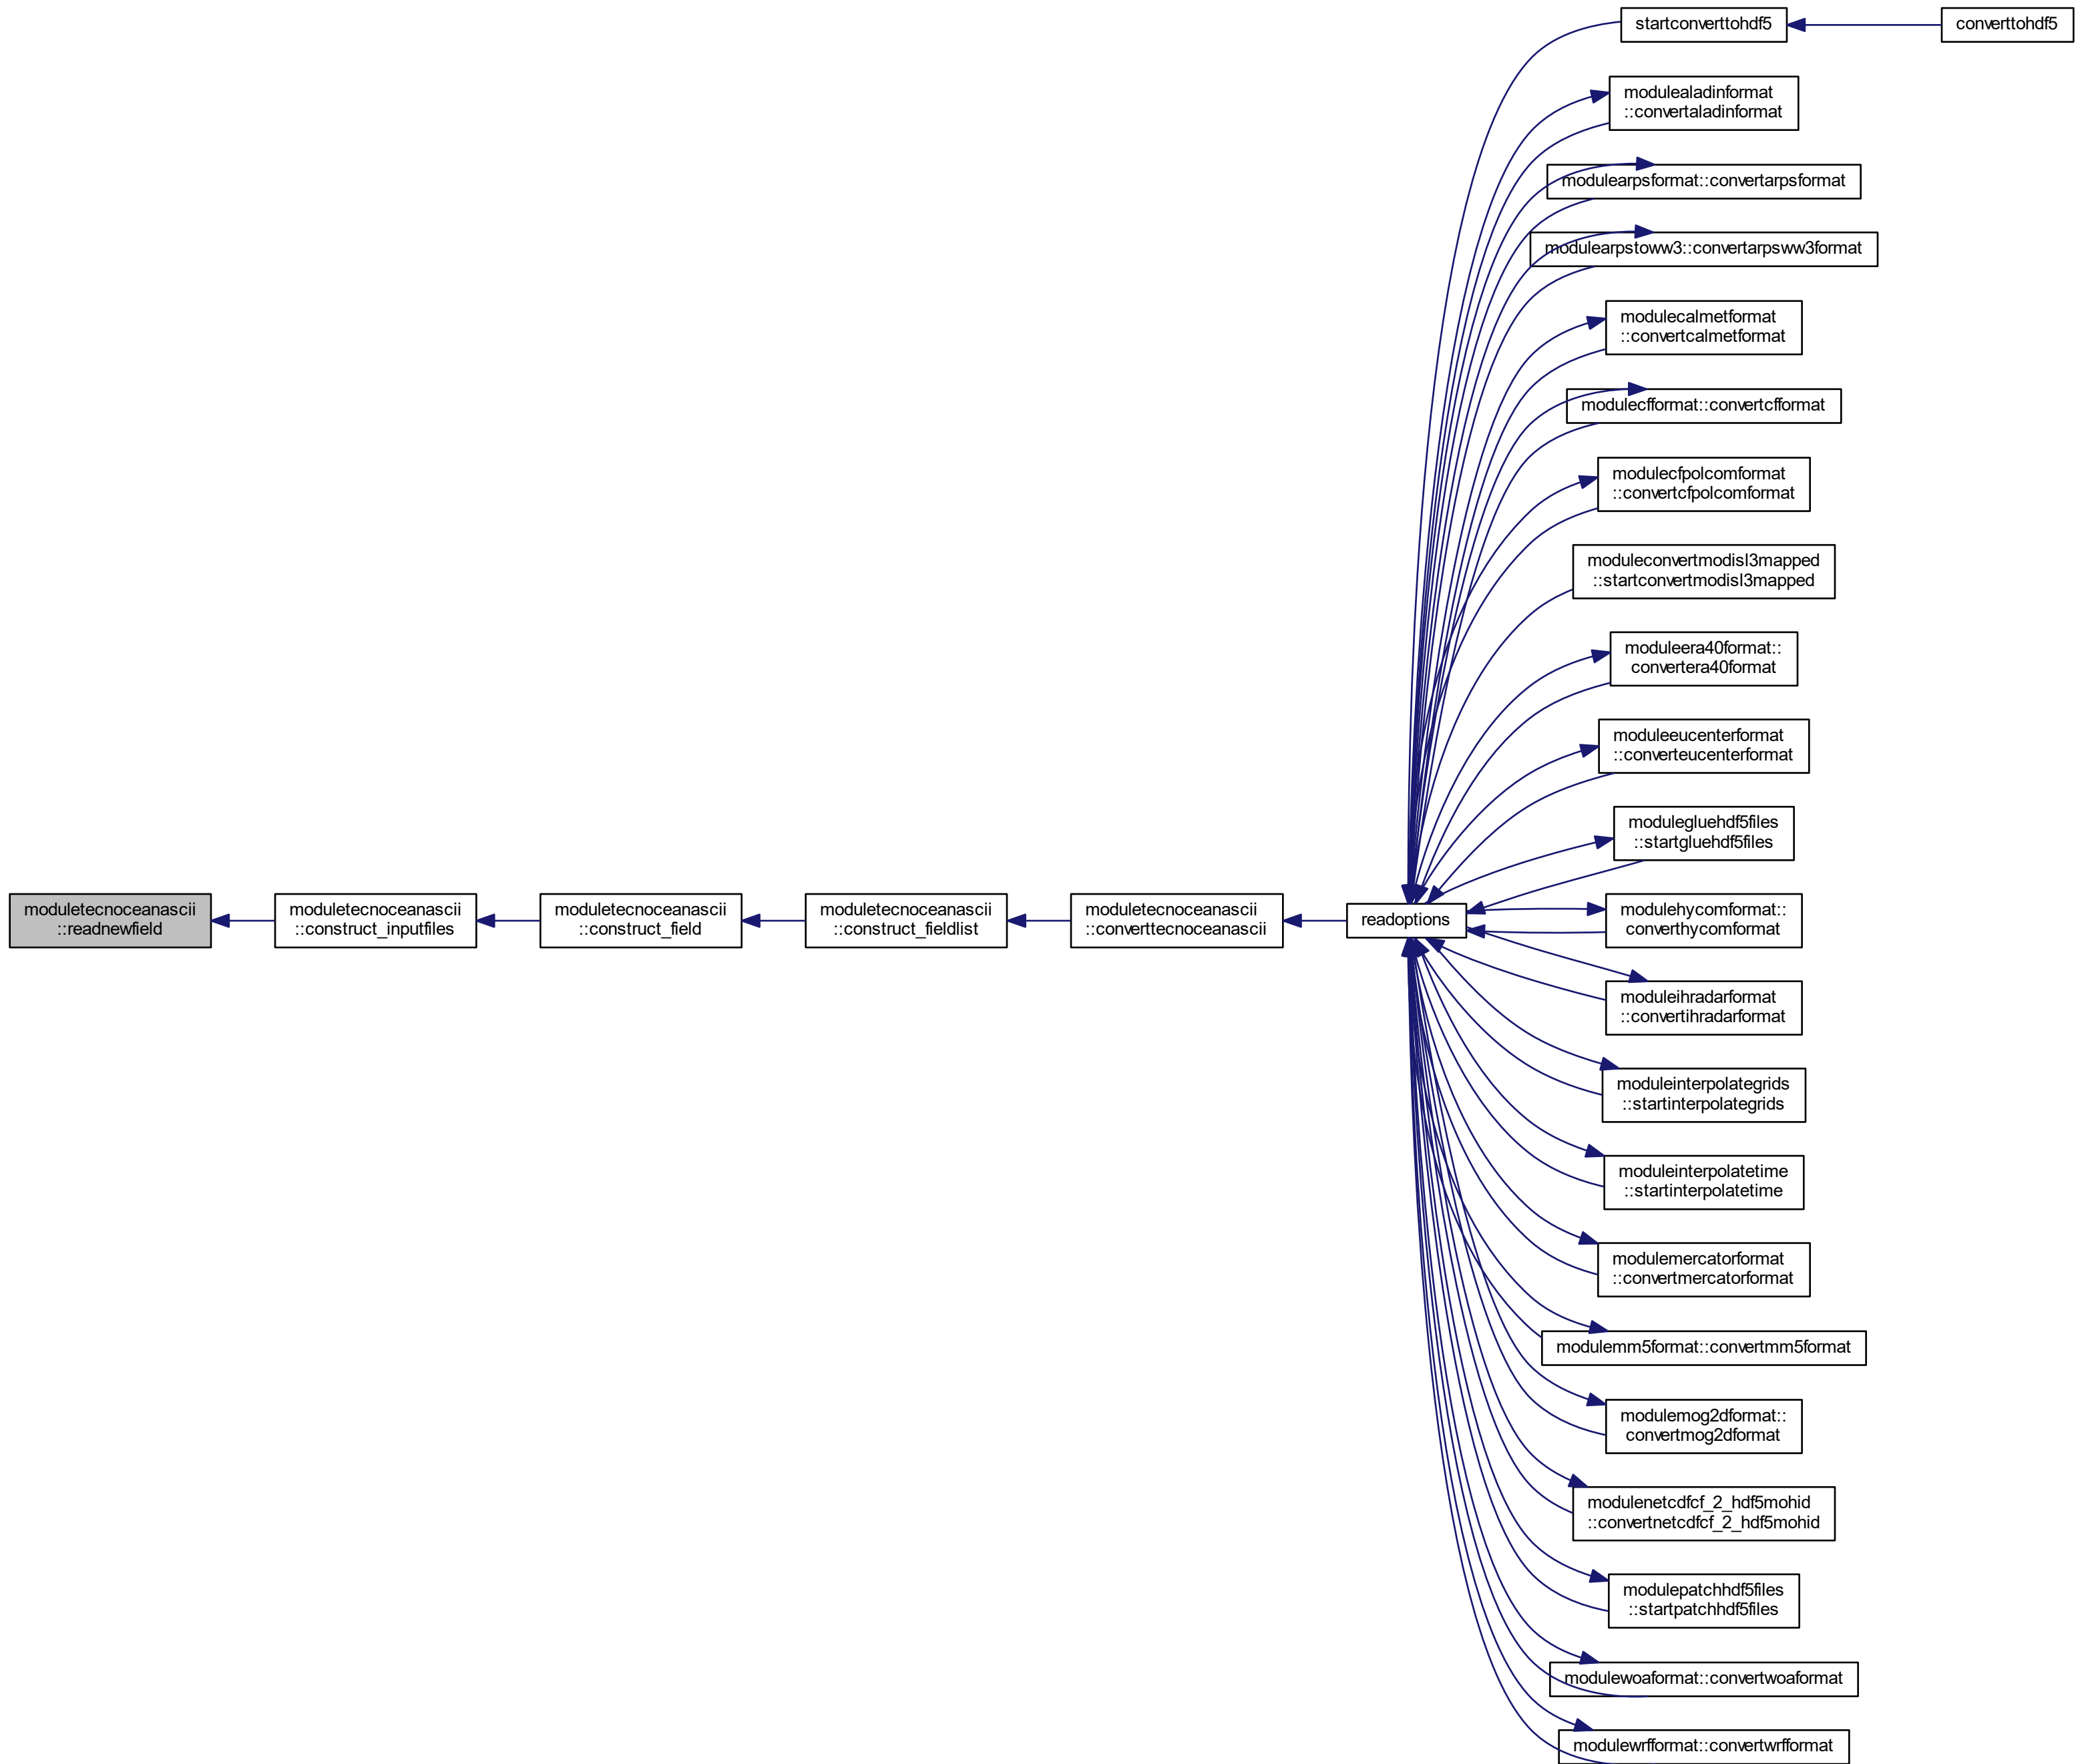 startconverttohdf5
converttohdf5
modulealadinformat
::convertaladinformat
modulearpsformat::convertarpsformat
modulearpstoww3::convertarpsww3format
modulecalmetformat
::convertcalmetformat
modulecfformat::convertcfformat
modulecfpolcomformat
::convertcfpolcomformat
moduleconvertmodisl3mapped
::startconvertmodisl3mapped
moduleera40format::
convertera40format
moduleeucenterformat
::converteucenterformat
modulegluehdf5files
::startgluehdf5files
moduletecnoceanascii
::readnewfield
moduletecnoceanascii
::construct_inputfiles
moduletecnoceanascii
::construct_field
moduletecnoceanascii
::construct_fieldlist
moduletecnoceanascii
::converttecnoceanascii
readoptions
modulehycomformat::
converthycomformat
moduleihradarformat
::convertihradarformat
moduleinterpolategrids
::startinterpolategrids
moduleinterpolatetime
::startinterpolatetime
modulemercatorformat
::convertmercatorformat
modulemm5format::convertmm5format
modulemog2dformat::
convertmog2dformat
modulenetcdfcf_2_hdf5mohid
::convertnetcdfcf_2_hdf5mohid
modulepatchhdf5files
::startpatchhdf5files
modulewoaformat::convertwoaformat
modulewrfformat::convertwrfformat